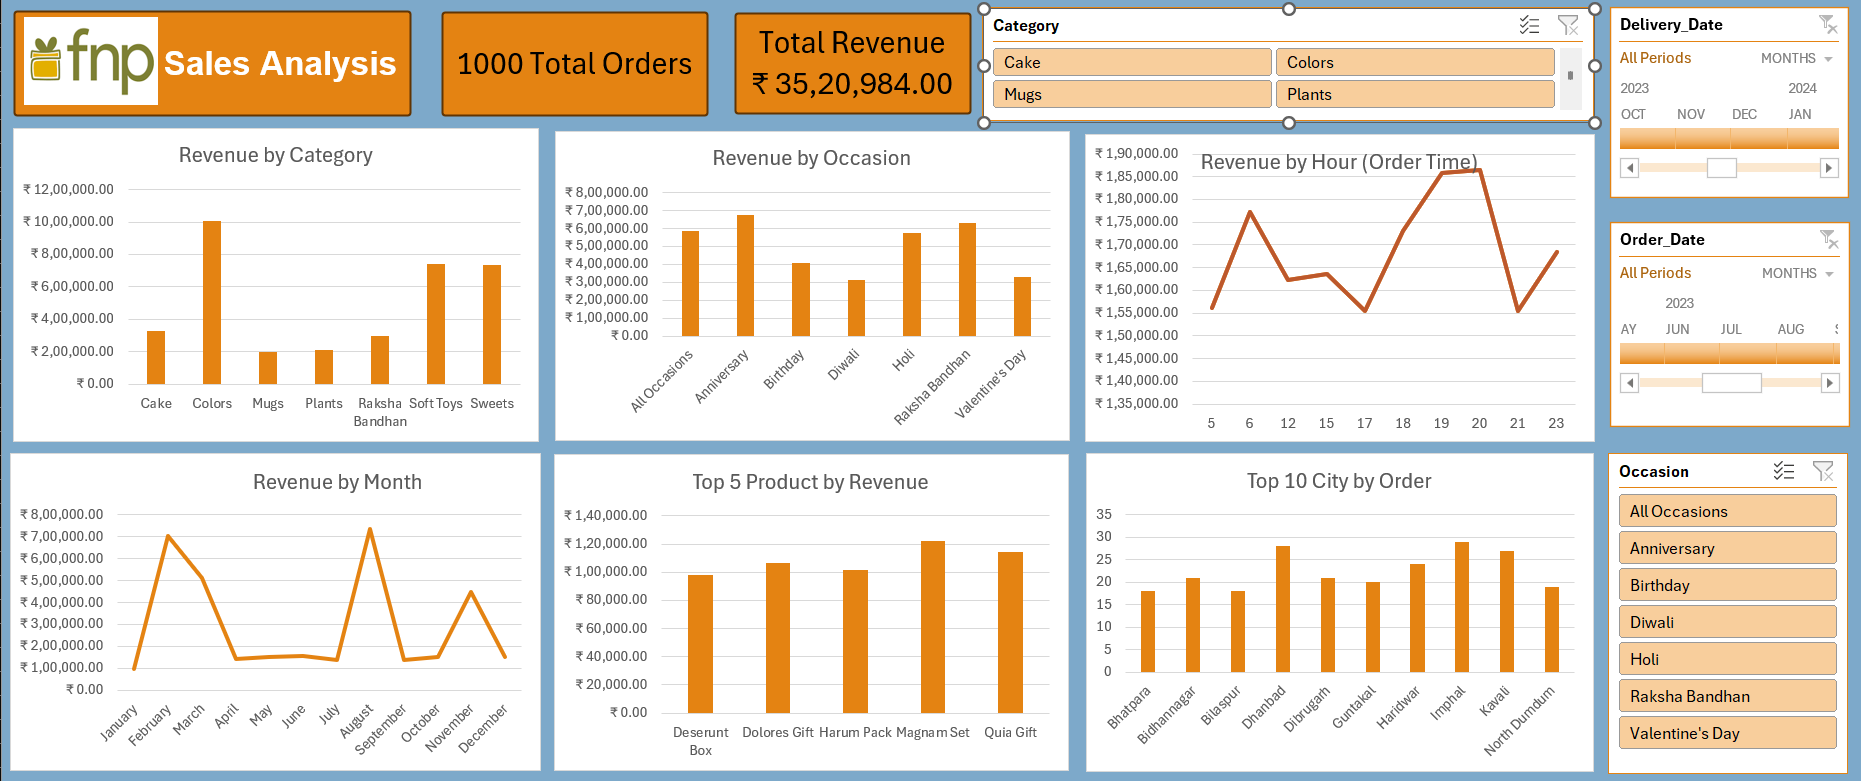 fnp Sales Analysis
1000 Total Orders
Total Revenue
₹ 35,20,984.00
Category
Cake
Colors
Mugs
Plants
Delivery_Date
All Periods MONTHS
2023 2024
OCT NOV DEC JAN
Revenue by Category
₹ 12,00,000.00
₹ 10,00,000.00
₹ 8,00,000.00
₹ 6,00,000.00
₹ 4,00,000.00
₹ 2,00,000.00
₹ 0.00
Cake Colors Mugs Plants Raksha Bandhan Soft Toys Sweets
Revenue by Occasion
₹ 8,00,000.00
₹ 7,00,000.00
₹ 6,00,000.00
₹ 5,00,000.00
₹ 4,00,000.00
₹ 3,00,000.00
₹ 2,00,000.00
₹ 1,00,000.00
₹ 0.00
All Occasions Anniversary Birthday Diwali Holi Raksha Bandhan Valentine's Day
Revenue by Hour (Order Time)
₹ 1,90,000.00
₹ 1,85,000.00
₹ 1,80,000.00
₹ 1,75,000.00
₹ 1,70,000.00
₹ 1,65,000.00
₹ 1,60,000.00
₹ 1,55,000.00
₹ 1,50,000.00
₹ 1,45,000.00
₹ 1,40,000.00
₹ 1,35,000.00
5 6 12 15 17 18 19 20 21 23
Order_Date
All Periods MONTHS
2023
AY JUN JUL AUG
Revenue by Month
₹ 8,00,000.00
₹ 7,00,000.00
₹ 6,00,000.00
₹ 5,00,000.00
₹ 4,00,000.00
₹ 3,00,000.00
₹ 2,00,000.00
₹ 1,00,000.00
₹ 0.00
January February March April May June July August September October November December
Top 5 Product by Revenue
₹ 1,40,000.00
₹ 1,20,000.00
₹ 1,00,000.00
₹ 80,000.00
₹ 60,000.00
₹ 40,000.00
₹ 20,000.00
₹ 0.00
Deserunt Box Dolores Gift Harum Pack Magnam Set Quia Gift
Top 10 City by Order
35
30
25
20
15
10
5
0
Bhatpara Bidhannagar Bilaspur Dhanbad Dibrugarh Guntakal Haridwar Imphal Kavali North Dumdum
Occasion
All Occasions
Anniversary
Birthday
Diwali
Holi
Raksha Bandhan
Valentine's Day